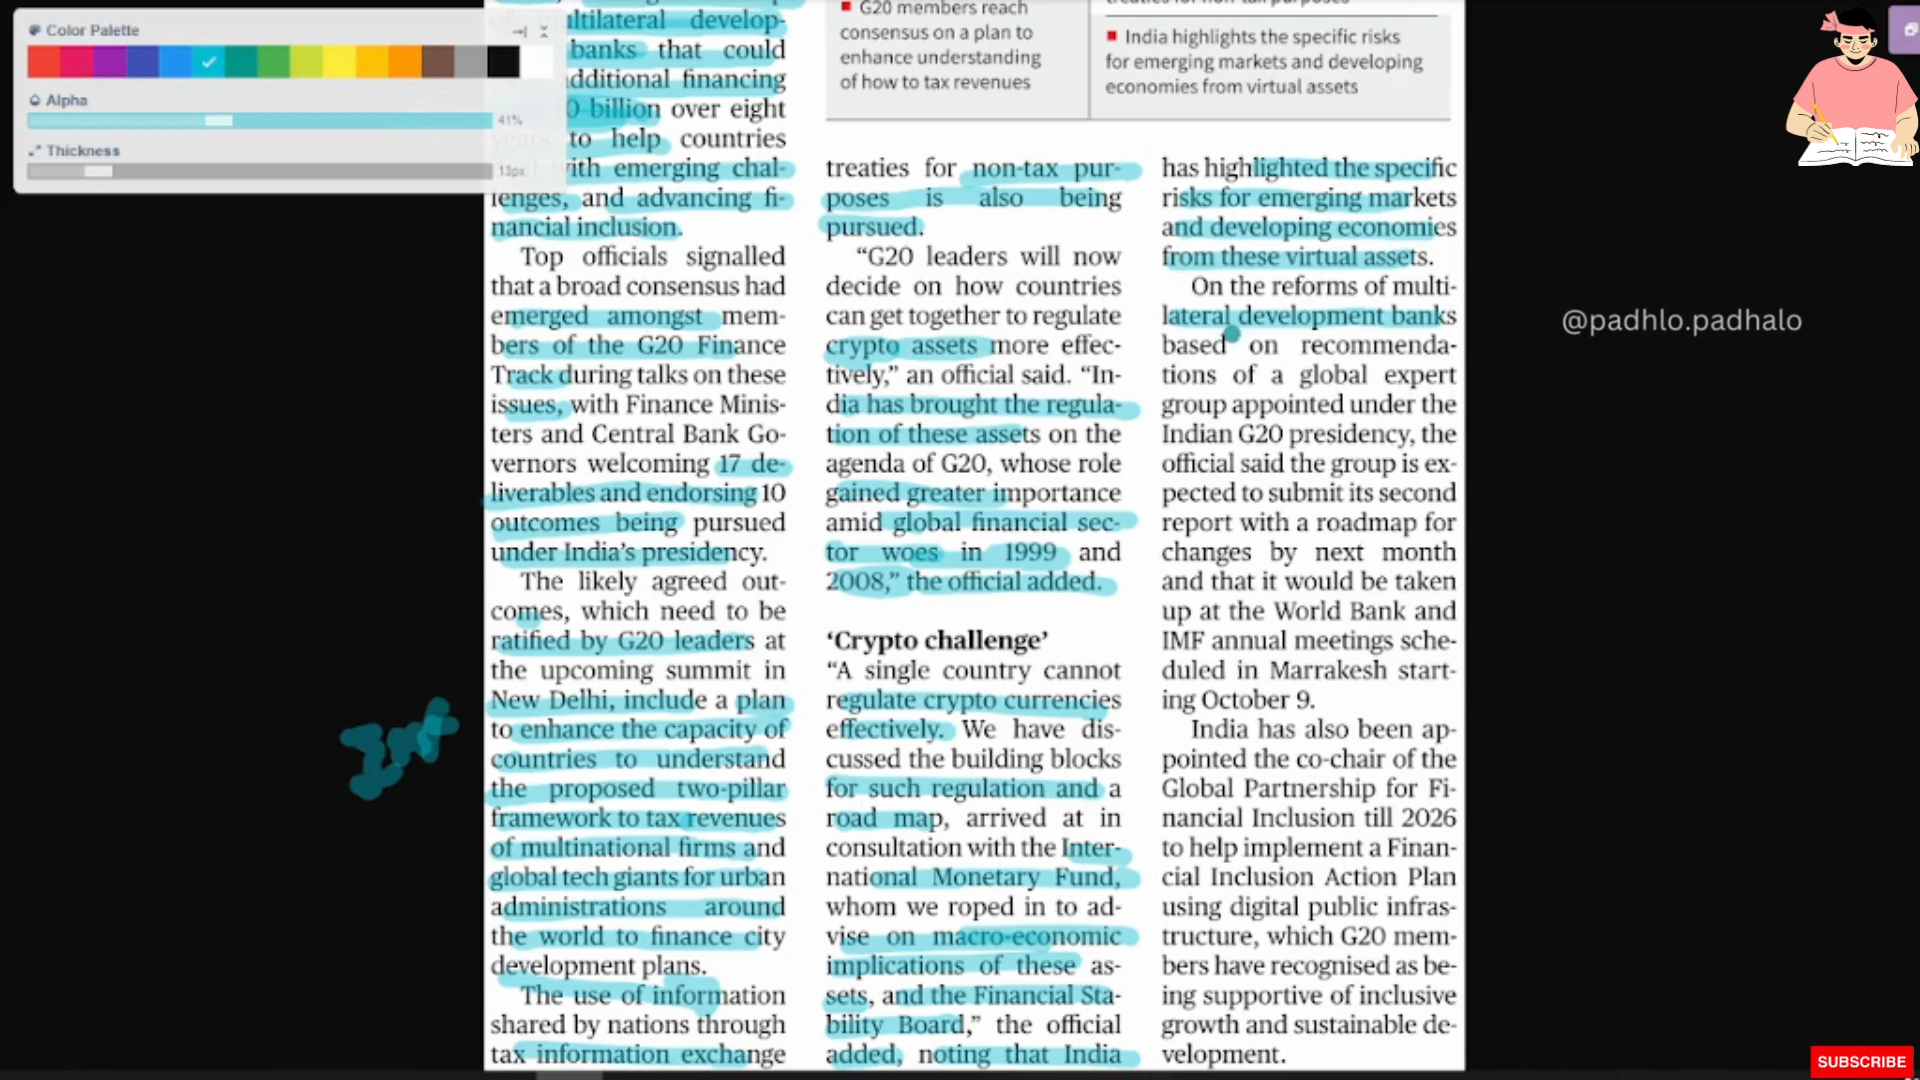 Color Palette
Alpha
41%
Thickness
13px
multilateral develop-
banks that could
additional financing
0 billion over eight
years to help countries
with emerging chal-
lenges, and advancing fi-
nancial inclusion.
Top officials signalled
that a broad consensus had
emerged amongst mem-
bers of the G20 Finance
Track during talks on these
issues, with Finance Minis-
ters and Central Bank Go-
vernors welcoming 17 de-
liverables and endorsing 10
outcomes being pursued
under India’s presidency.
The likely agreed out-
comes, which need to be
ratified by G20 leaders at
the upcoming summit in
New Delhi, include a plan
to enhance the capacity of
countries to understand
the proposed two-pillar
framework to tax revenues
of multinational firms and
global tech giants for urban
administrations around
the world to finance city
development plans.
The use of information
shared by nations through
tax information exchange
G20 members reach
consensus on a plan to
enhance understanding
of how to tax revenues
treaties for non-tax purposes
India highlights the specific risks
for emerging markets and developing
economies from virtual assets
treaties for non-tax pur-
poses is also being
pursued.
“G20 leaders will now
decide on how countries
can get together to regulate
crypto assets more effec-
tively,” an official said. “In-
dia has brought the regula-
tion of these assets on the
agenda of G20, whose role
gained greater importance
amid global financial sec-
tor woes in 1999 and
2008,” the official added.
‘Crypto challenge’
“A single country cannot
regulate crypto currencies
effectively. We have dis-
cussed the building blocks
for such regulation and a
road map, arrived at in
consultation with the Inter-
national Monetary Fund,
whom we roped in to ad-
vise on macro-economic
implications of these as-
sets, and the Financial Sta-
bility Board,” the official
added, noting that India
has highlighted the specific
risks for emerging markets
and developing economies
from these virtual assets.
On the reforms of multi-
lateral development banks
based on recommenda-
tions of a global expert
group appointed under the
Indian G20 presidency, the
official said the group is ex-
pected to submit its second
report with a roadmap for
changes by next month
and that it would be taken
up at the World Bank and
IMF annual meetings sche-
duled in Marrakesh start-
ing October 9.
India has also been ap-
pointed the co-chair of the
Global Partnership for Fi-
nancial Inclusion till 2026
to help implement a Finan-
cial Inclusion Action Plan
using digital public infras-
tructure, which G20 mem-
bers have recognised as be-
ing supportive of inclusive
growth and sustainable de-
velopment.
@padhlo.padhalo
SUBSCRIBE